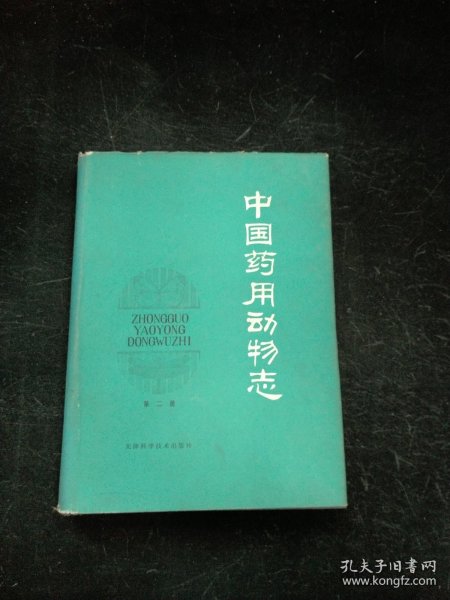 中国药用动物志
ZHONGGUO
YAOYONG
DONGWUZHI
第二册
天津科学技术出版社
孔夫子旧书网
www.kongfz.com